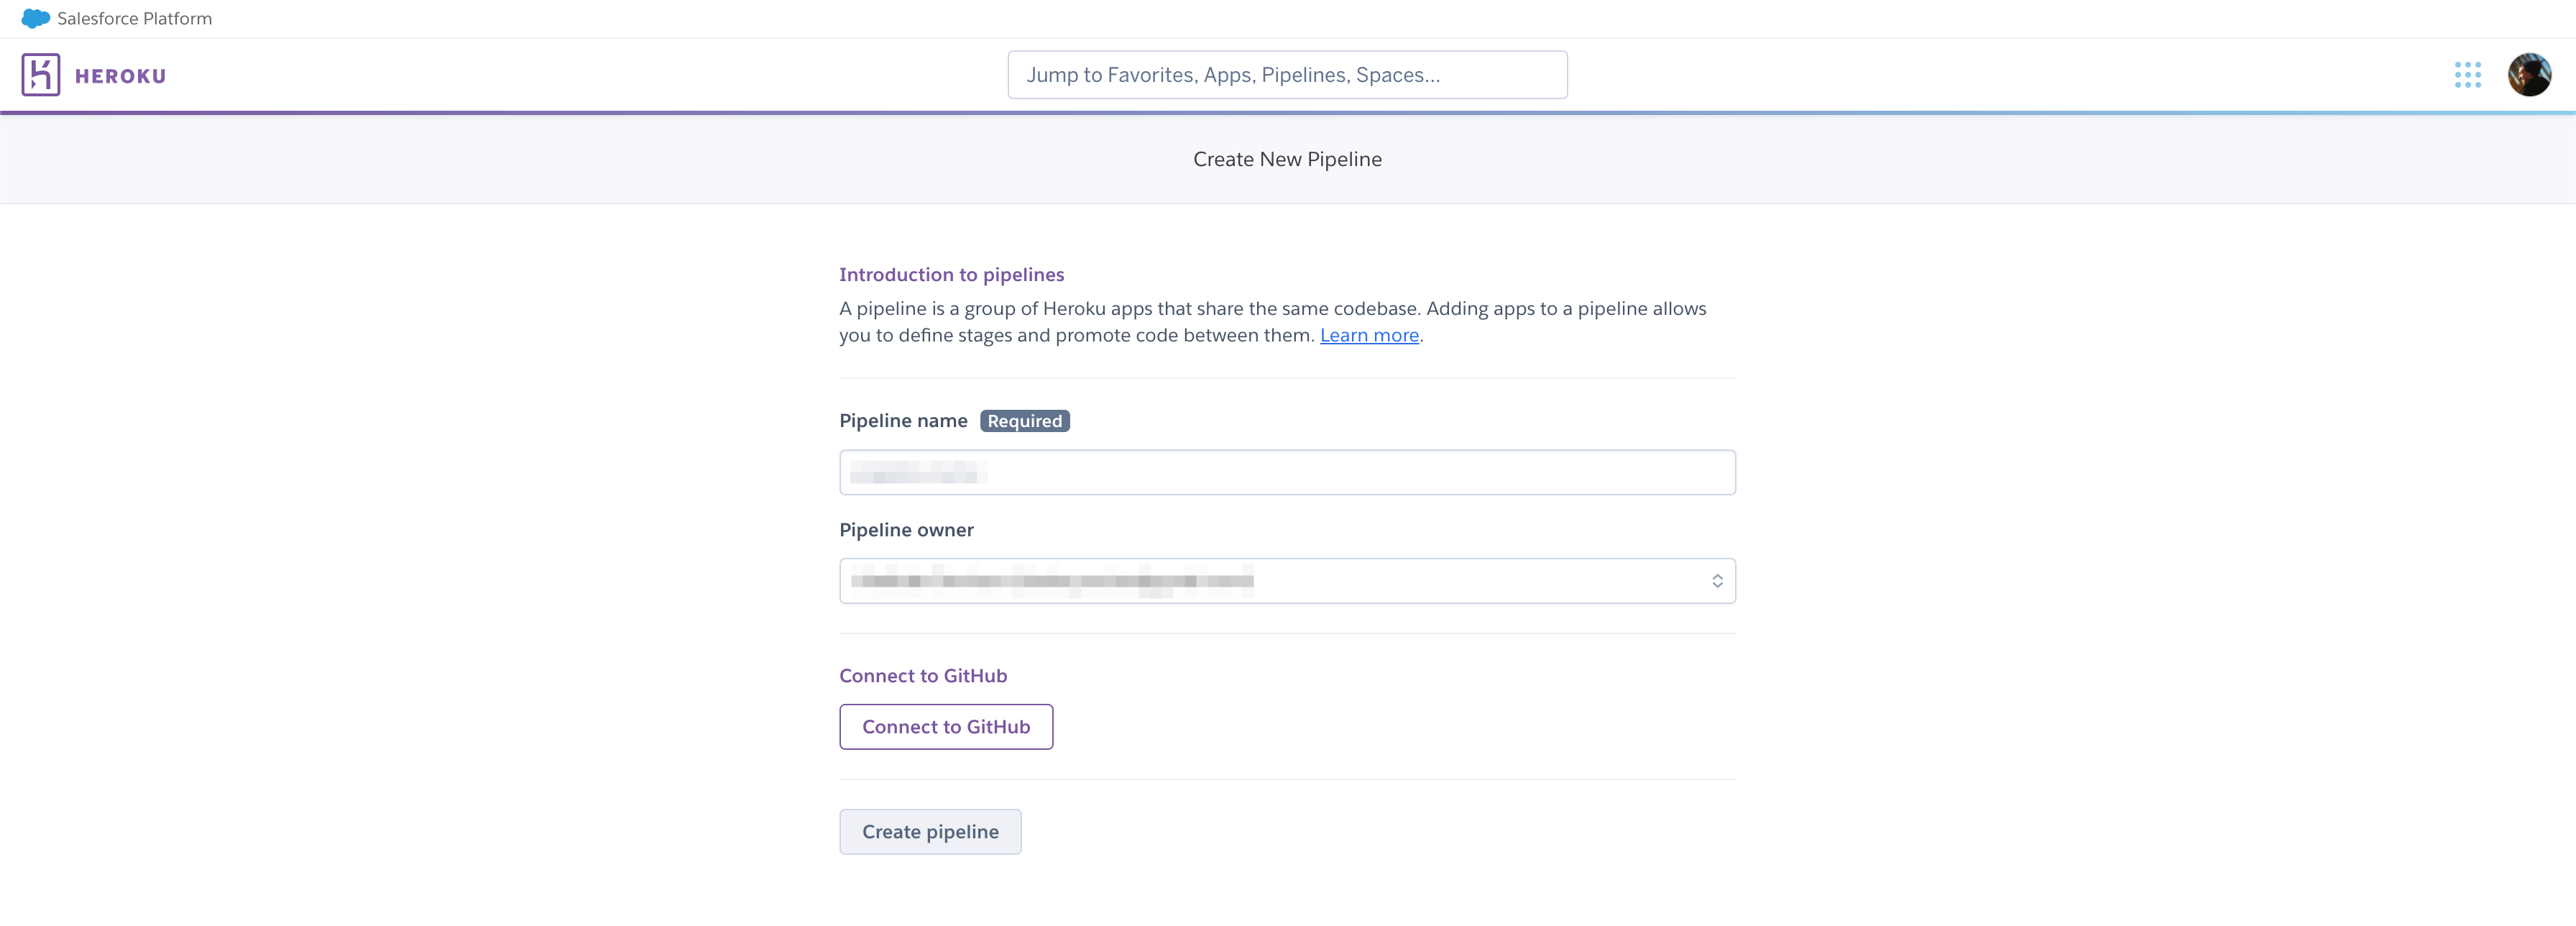 Salesforce Platform
HEROKU
Jump to Favorites, Apps, Pipelines, Spaces...
Create New Pipeline
Introduction to pipelines
A pipeline is a group of Heroku apps that share the same codebase. Adding apps to a pipeline allows
you to define stages and promote code between them. Learn more.
Pipeline name Required
Pipeline owner
Connect to GitHub
Connect to GitHub
Create pipeline